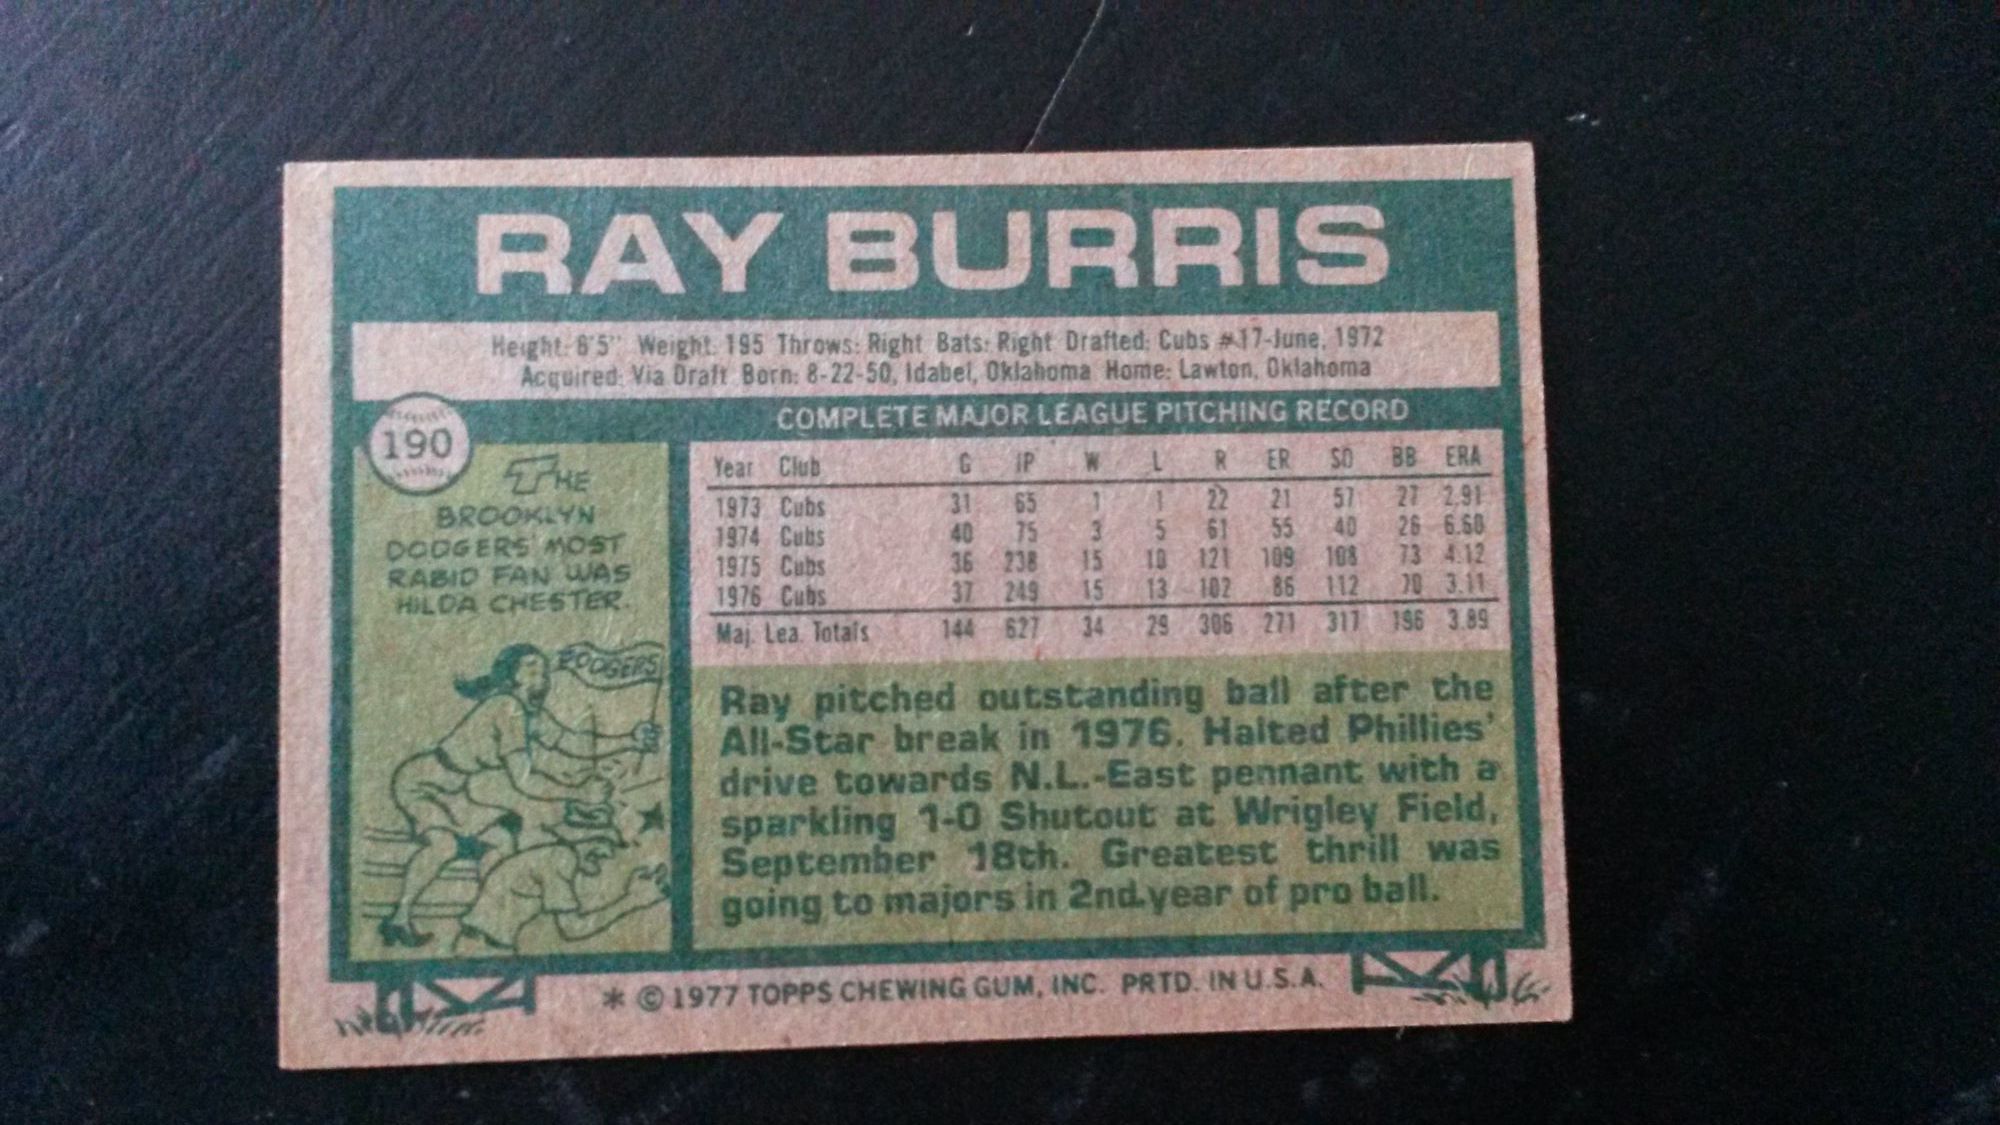 RAY BURRIS
Height: 6'5" Weight: 195 Throws: Right Bats: Right Drafted: Cubs #17-June, 1972
Acquired: Via Draft Born: 8-22-50, Idabel, Oklahoma Home: Lawton, Oklahoma
190
THE
BROOKLYN
DODGERS' MOST
RABID FAN WAS
HILDA CHESTER.
DODGERS
COMPLETE MAJOR LEAGUE PITCHING RECORD
Year Club G IP W L R ER SO BB ERA
1973 Cubs 31 65 1 1 22 21 57 27 2.91
1974 Cubs 40 75 3 5 61 55 40 26 6.60
1975 Cubs 36 238 15 10 121 109 108 73 4.12
1976 Cubs 37 249 15 13 102 86 112 70 3.11
Maj. Lea. Totals 144 627 34 29 306 271 317 196 3.89
Ray pitched outstanding ball after the
All-Star break in 1976. Halted Phillies'
drive towards N.L.-East pennant with a
sparkling 1-0 Shutout at Wrigley Field,
September 18th. Greatest thrill was
going to majors in 2nd.year of pro ball.
* © 1977 TOPPS CHEWING GUM, INC. PRTD. IN U.S.A.